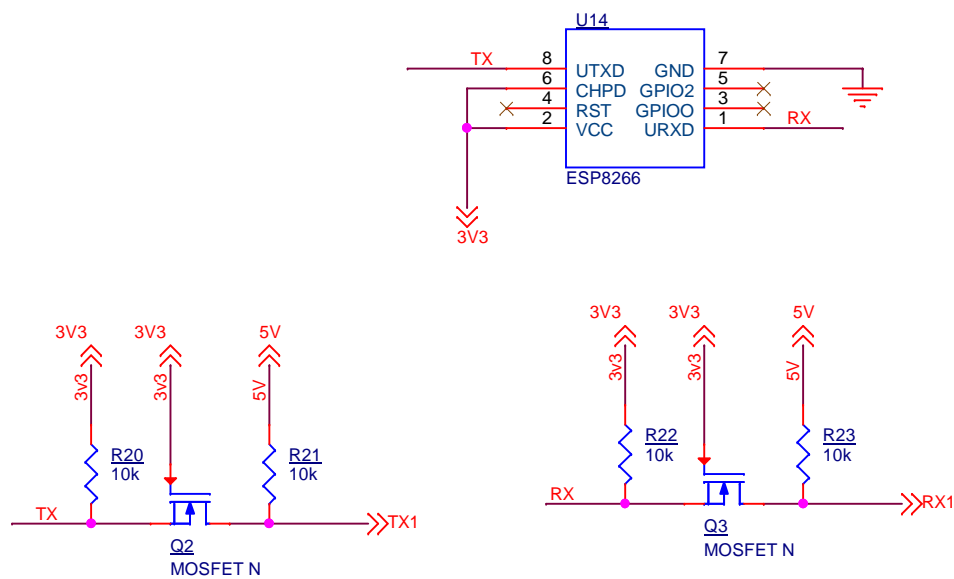 U14
TX 8 UTXD GND 7
6 CHPD GPIO2 5
4 RST GPIOO 3
2 VCC URXD 1 RX
ESP8266
3V3
3V3 3V3 5V
3v3 3v3 5V
R20 10k
R21 10k
TX
TX1
Q2
MOSFET N
3V3 3V3 5V
3v3 3v3 5V
R22 10k
R23 10k
RX
RX1
Q3
MOSFET N